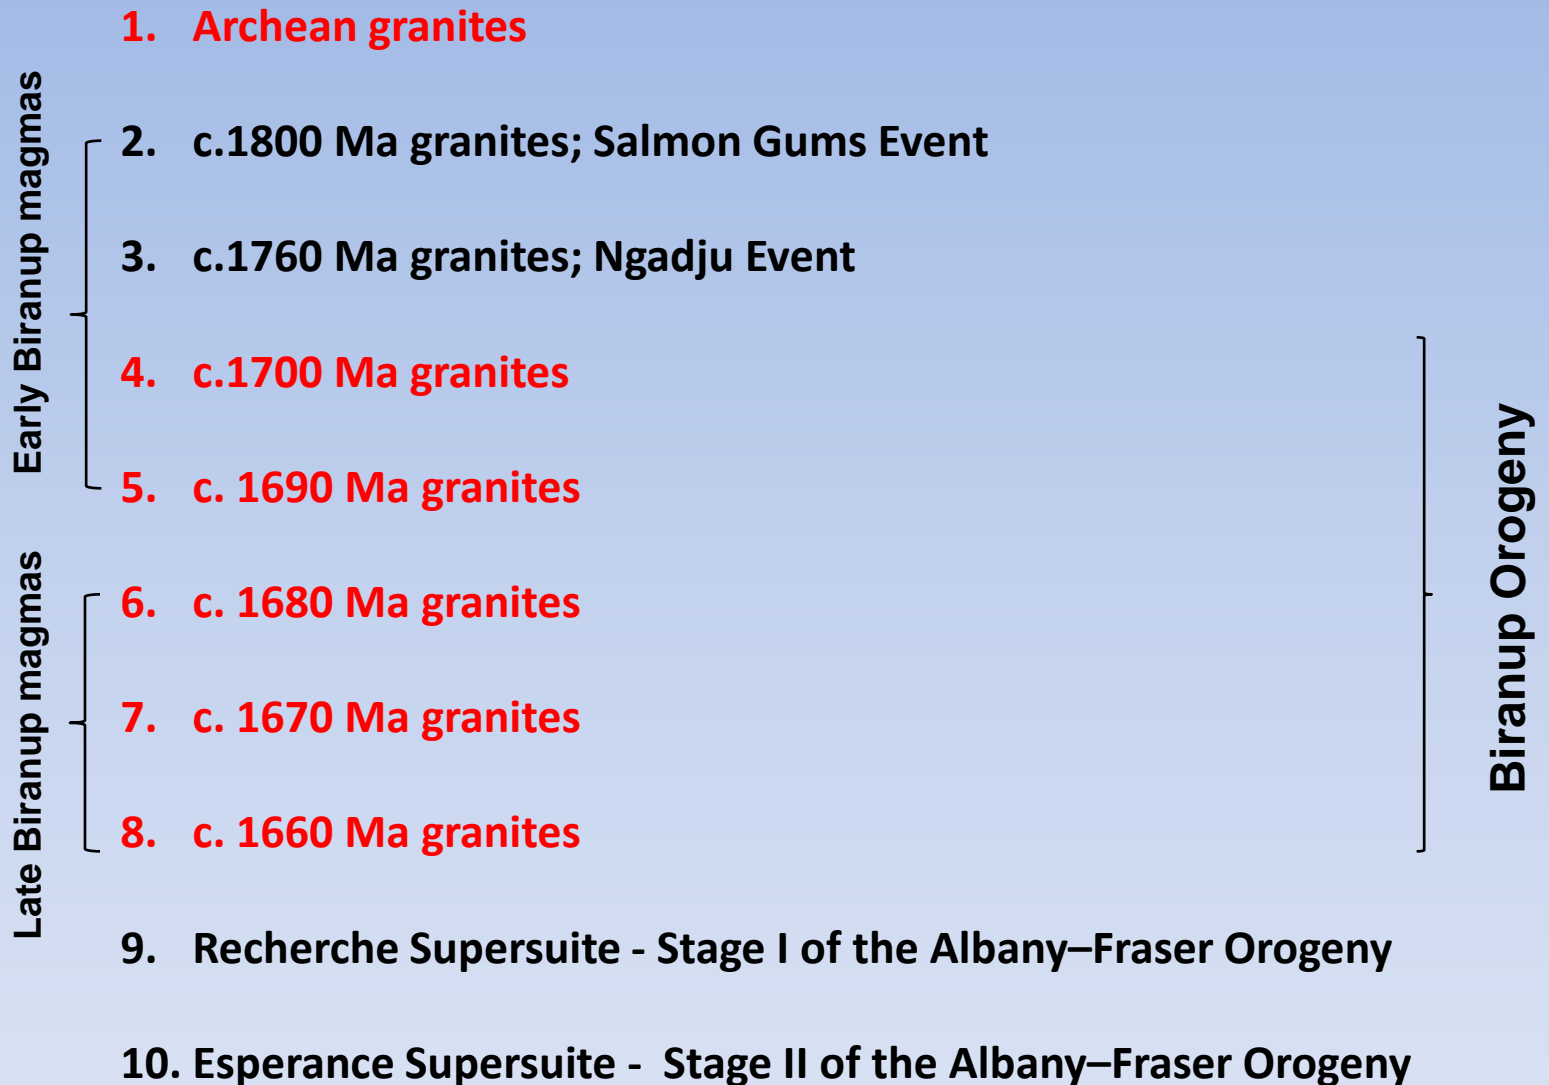 1. Archean granites
Early Biranup magmas
2. c.1800 Ma granites; Salmon Gums Event
3. c.1760 Ma granites; Ngadju Event
4. c.1700 Ma granites
5. c. 1690 Ma granites
Late Biranup magmas
6. c. 1680 Ma granites
7. c. 1670 Ma granites
8. c. 1660 Ma granites
Biranup Orogeny
9. Recherche Supersuite - Stage I of the Albany–Fraser Orogeny
10. Esperance Supersuite - Stage II of the Albany–Fraser Orogeny